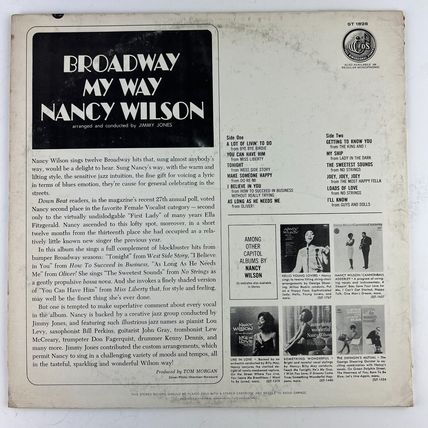 ST 1828
BROADWAY
MY WAY
NANCY WILSON
arranged and conducted by JIMMY JONES
Nancy Wilson sings twelve Broadway hits that, sung almost anybody's
way, would be a delight to hear. Sung Nancy's way, with the warm and
lilting style, the sensitive jazz intuition, the fine gift for voicing a lyric
in terms of blues emotion, they're cause for general celebrating in the
streets.
Down Beat readers, in the magazine's recent 27th annual poll, voted
Nancy second place in the favorite Female Vocalist category — second
only to the virtually undislodgable "First Lady" of many years Ella
Fitzgerald. Nancy ascended to this lofty spot, moreover, in a short
twelve months from the thirteenth place she had occupied as a rela-
tively little known new singer the previous year.
In this album she sings a full complement of blockbuster hits from
bumper Broadway seasons: "Tonight" from West Side Story, "I Believe
in You" from How To Succeed In Business, "As Long As He Needs
Me" from Oliver! She sings "The Sweetest Sounds" from No Strings as
a gently propulsive bossa nova. And she invokes a finely shaded version
of "You Can Have Him" from Miss Liberty that, for style and feeling,
may well be the finest thing she's ever done.
But one is tempted to make superlative comment about every vocal
in this album. Nancy is backed by a creative jazz group conducted by
Jimmy Jones, and featuring such illustrious jazz names as pianist Lou
Levy, saxophonist Bill Perkins, guitarist John Gray, trombonist Lew
McCreary, trumpeter Don Fagerquist, drummer Kenny Dennis, and
many more. Jimmy Jones contributed the custom arrangements, which
permit Nancy to sing in a challenging variety of moods and tempos, all
in the tasteful, sparkling and wonderful Wilson way!
Produced by TOM MORGAN
Side One
A LOT OF LIVIN' TO DO
from BYE BYE BIRDIE
YOU CAN HAVE HIM
from MISS LIBERTY
TONIGHT
from WEST SIDE STORY
MAKE SOMEONE HAPPY
from DO RE MI
I BELIEVE IN YOU
from HOW TO SUCCEED IN BUSINESS
WITHOUT REALLY TRYING
AS LONG AS HE NEEDS ME
from OLIVER!
Side Two
GETTING TO KNOW YOU
from THE KING AND I
MY SHIP
from LADY IN THE DARK
THE SWEETEST SOUNDS
from NO STRINGS
JOEY, JOEY, JOEY
from THE MOST HAPPY FELLA
LOADS OF LOVE
from NO STRINGS
I'LL KNOW
from GUYS AND DOLLS
AMONG
OTHER
CAPITOL
ALBUMS
BY
NANCY
WILSON